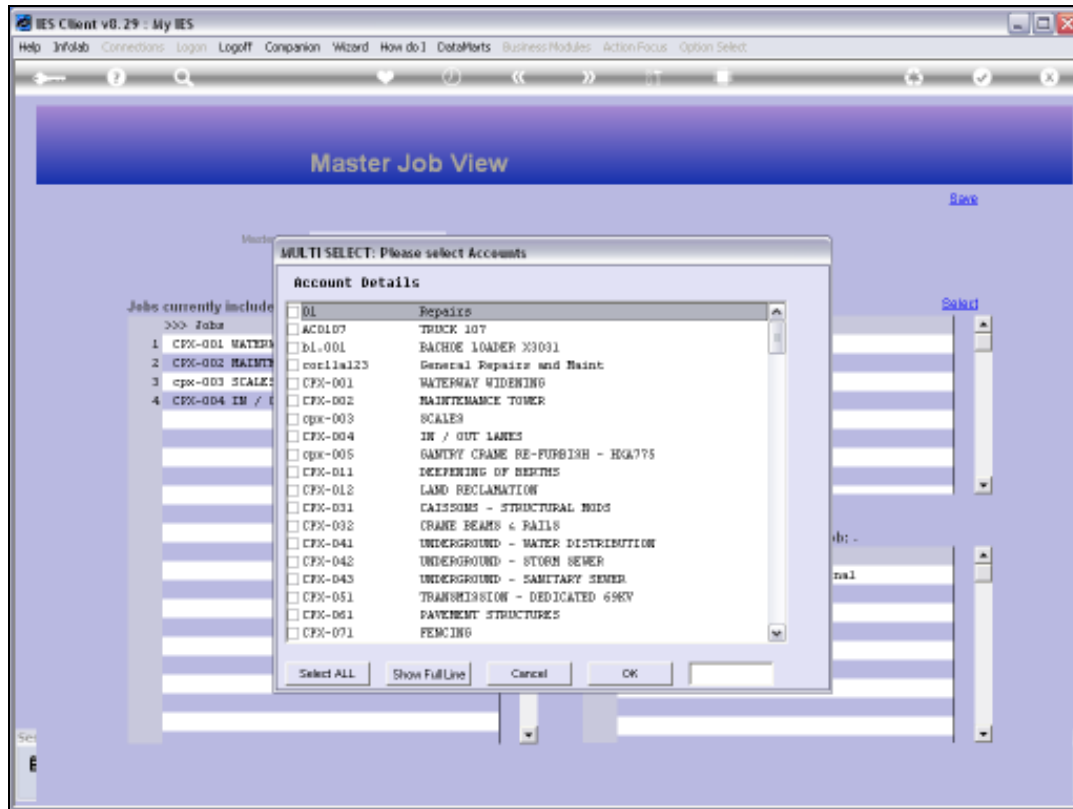 IES Client v8.29 : My IES
Help Infolab Connections Logon Logoff Companion Wizard How do I DataMarts Business Modules Action Focus Option Select
Master Job View
Save
Master
MULTI SELECT: Please select Accounts
Account Details
Jobs currently include
Select
>>> Jobs
1 CPX-001 WATERW
2 CPX-002 MAINTE
3 cpx-003 SCALES
4 CPX-004 IN / O
01 Repairs
AC0107 TRUCK 107
b1.001 BACHOE LOADER X3031
cor11a123 General Repairs and Maint
CPX-001 WATERWAY WIDENING
CPX-002 MAINTENANCE TOWER
cpx-003 SCALES
CPX-004 IN / OUT LANES
cpx-005 GANTRY CRANE RE-FURBISH - HXA775
CPX-011 DEEPENING OF BERTHS
CPX-012 LAND RECLAMATION
CPX-031 CAISSONS - STRUCTURAL MODS
CPX-032 CRANE BEAMS & RAILS
CPX-041 UNDERGROUND - WATER DISTRIBUTION
CPX-042 UNDERGROUND - STORM SEWER
CPX-043 UNDERGROUND - SANITARY SEWER
CPX-051 TRANSMISSION - DEDICATED 69KV
CPX-061 PAVEMENT STRUCTURES
CPX-071 FENCING
ob: -
nal
Select ALL Show Full Line Cancel OK